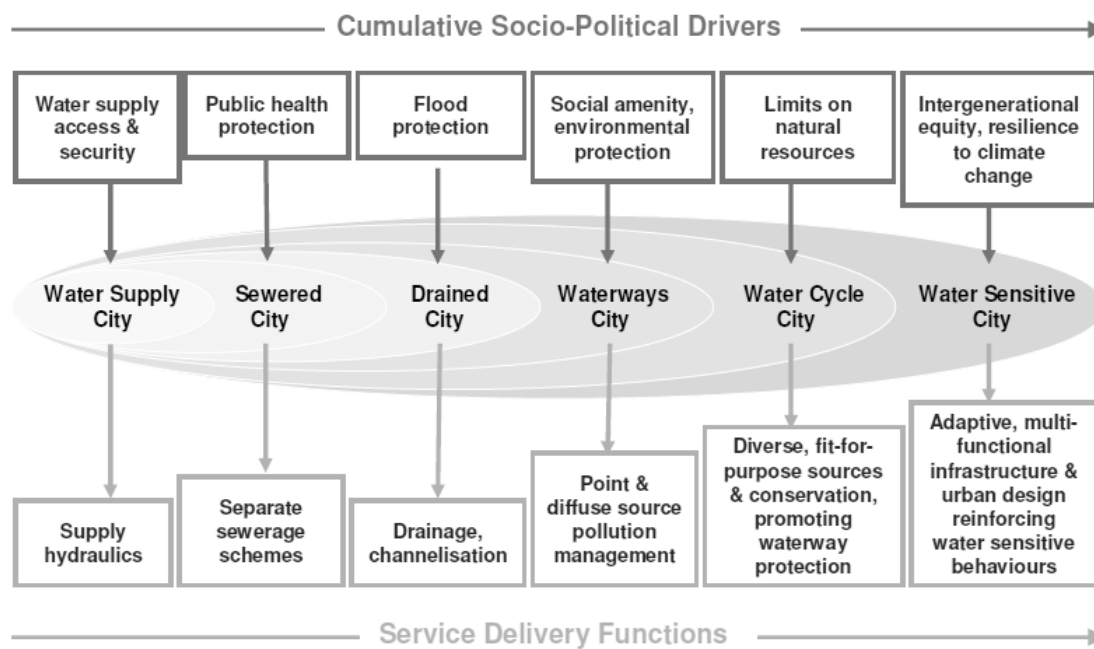 Cumulative Socio-Political Drivers
Water supply
access &
security
Public health
protection
Flood
protection
Social amenity,
environmental
protection
Limits on
natural
resources
Intergenerational
equity, resilience
to climate
change
Water Supply
City
Sewered
City
Drained
City
Waterways
City
Water Cycle
City
Water Sensitive
City
Supply
hydraulics
Separate
sewerage
schemes
Drainage,
channelisation
Point &
diffuse source
pollution
management
Diverse, fit-for-
purpose sources
& conservation,
promoting
waterway
protection
Adaptive, multi-
functional
infrastructure &
urban design
reinforcing
water sensitive
behaviours
Service Delivery Functions